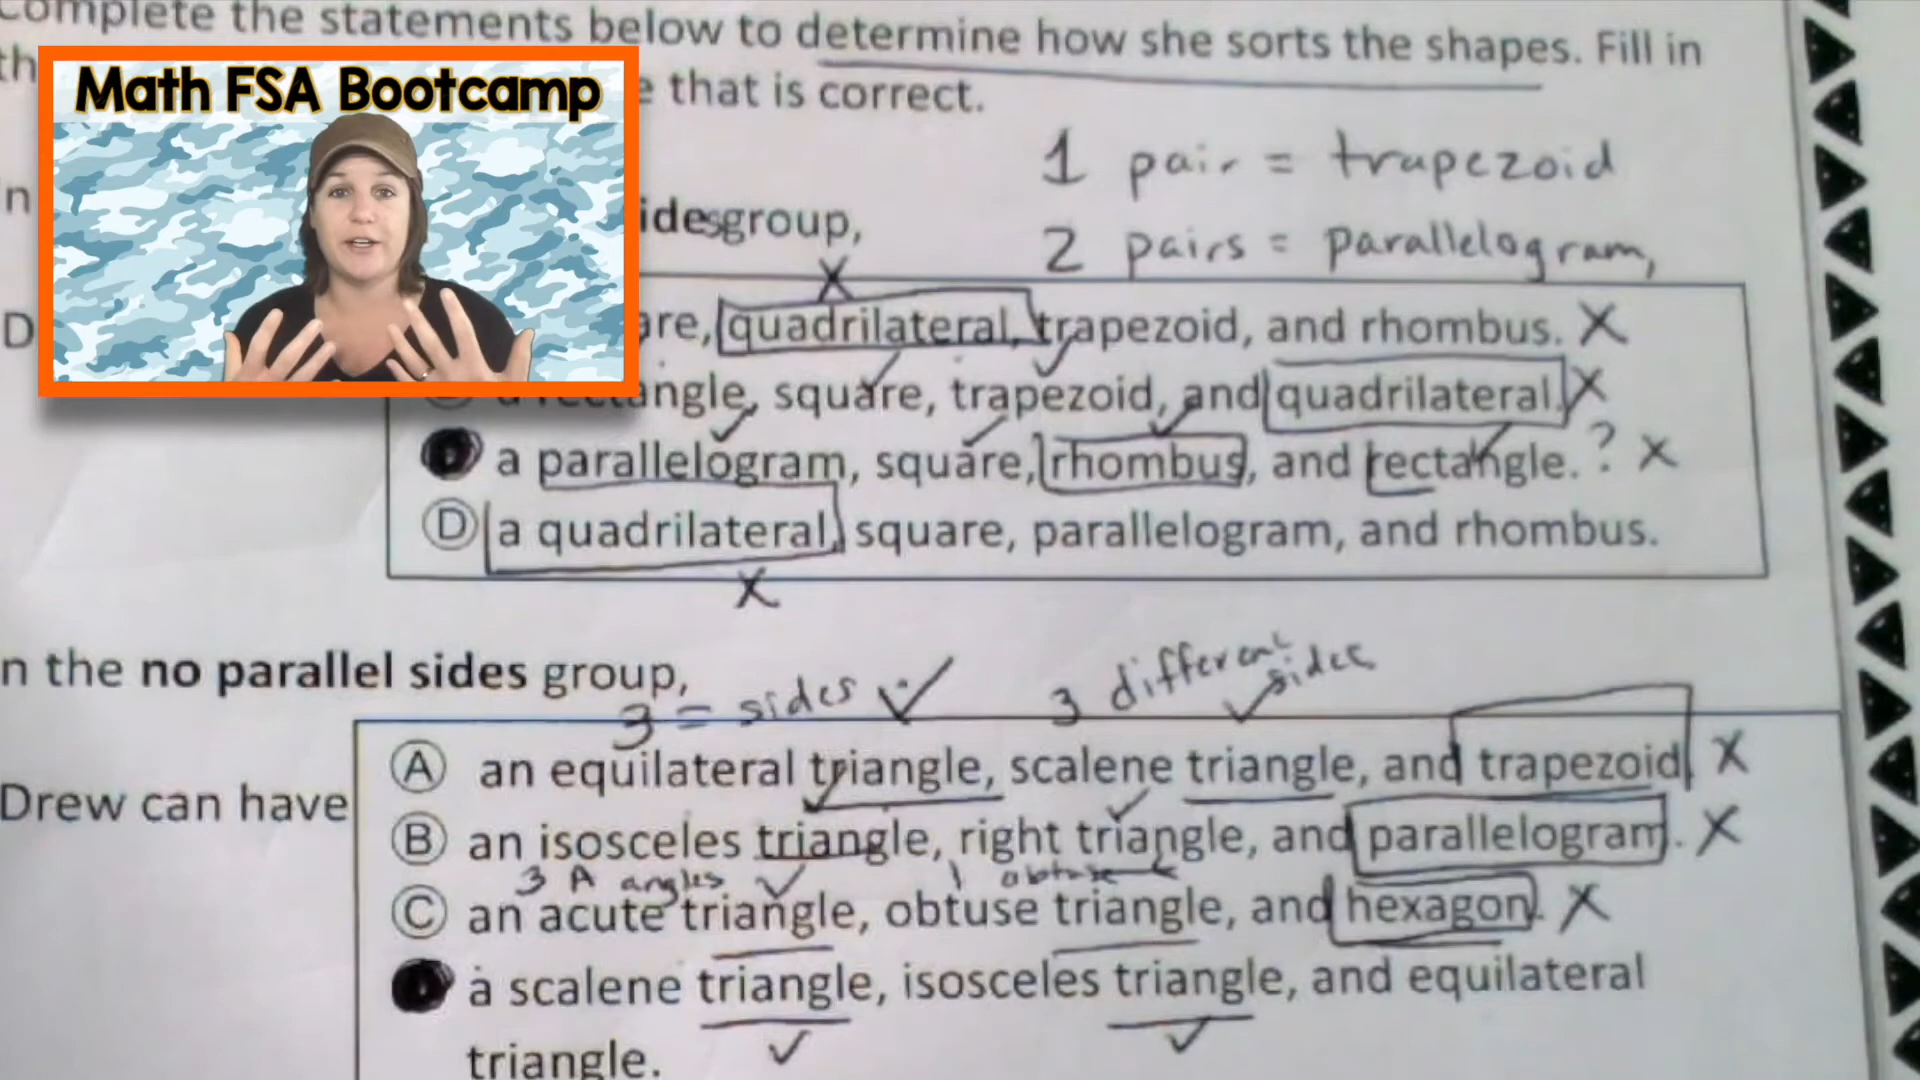 Complete the statements below to determine how she sorts the shapes. Fill in
th
e that is correct.
Math FSA Bootcamp
1 pair = trapezoid
n
idesgroup,
2 pairs = parallelogram,
X
D
are, quadrilateral, trapezoid, and rhombus. X
a rectangle, square, trapezoid, and quadrilateral. X
a parallelogram, square, rhombus, and rectangle. ? X
D a quadrilateral, square, parallelogram, and rhombus.
X
n the no parallel sides group,
3 = sides
3 different sides
A an equilateral triangle, scalene triangle, and trapezoid X
Drew can have
B an isosceles triangle, right triangle, and parallelogram. X
3 A angles
1 obtuse
C an acute triangle, obtuse triangle, and hexagon. X
a scalene triangle, isosceles triangle, and equilateral
triangle.